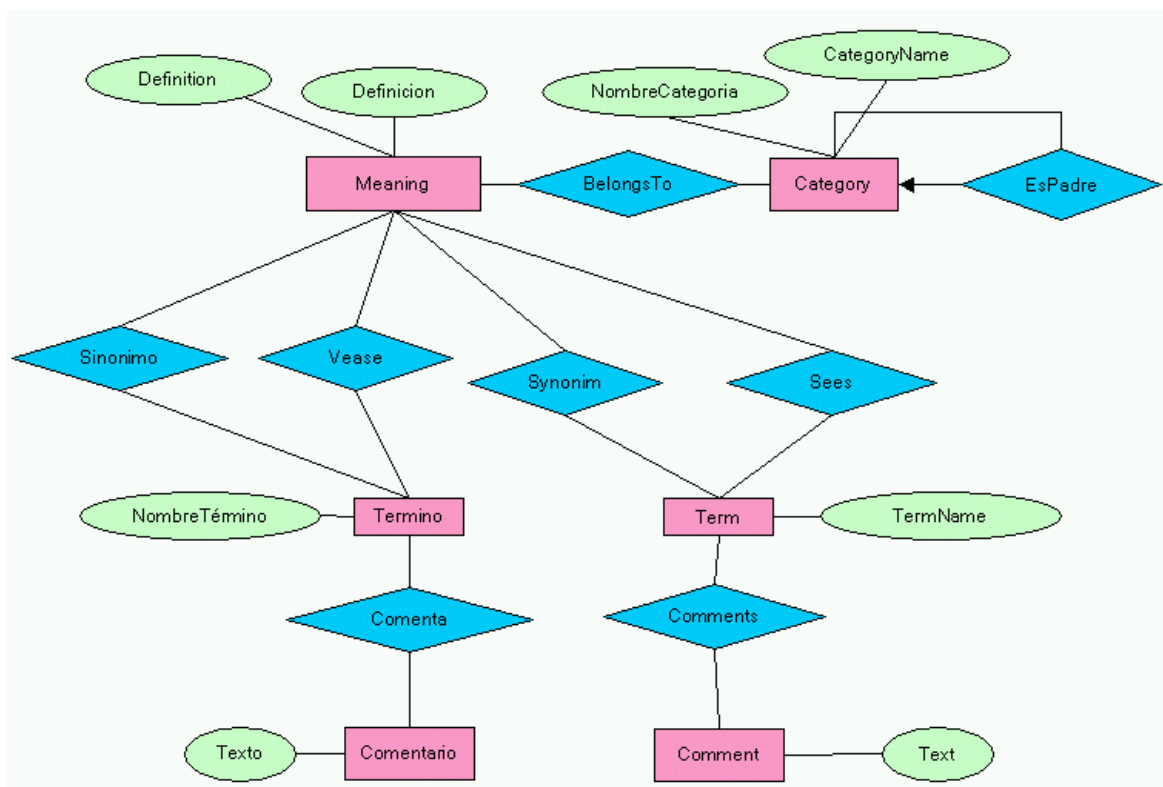 CategoryName
Definition
Definicion
NombreCategoria
Meaning
BelongsTo
Category
EsPadre
Sinonimo
Vease
Synonim
Sees
NombreTérmino
Termino
Term
TermName
Comenta
Comments
Texto
Comentario
Comment
Text